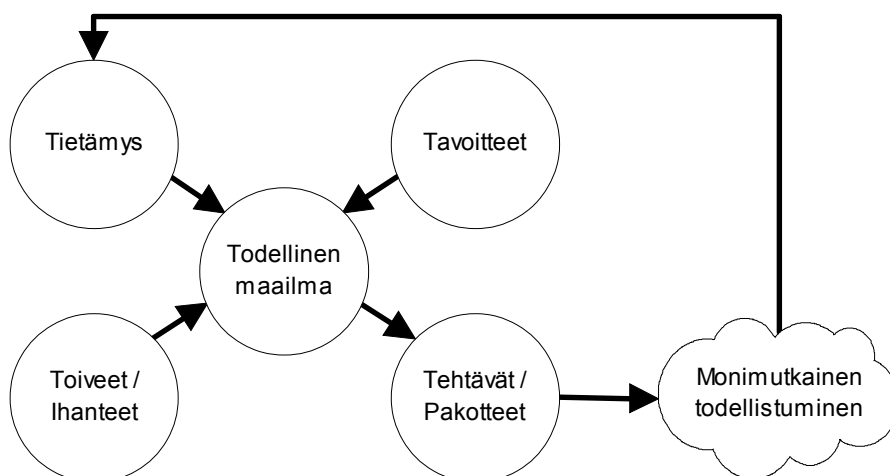 Tietämys
Tavoitteet
Todellinen
maailma
Toiveet /
Ihanteet
Tehtävät /
Pakotteet
Monimutkainen
todellistuminen